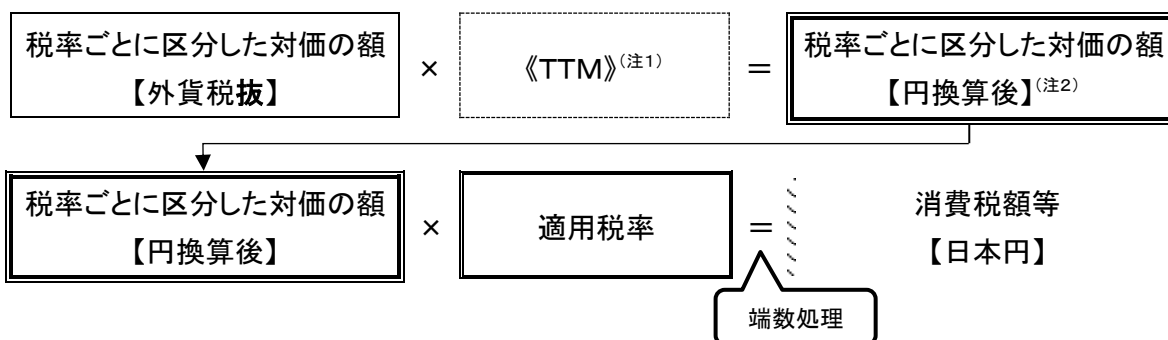 税率ごとに区分した対価の額
【外貨税抜】
×
《TTM》(注1)
＝
税率ごとに区分した対価の額
【円換算後】(注2)
税率ごとに区分した対価の額
【円換算後】
×
適用税率
＝
消費税額等
【日本円】
端数処理